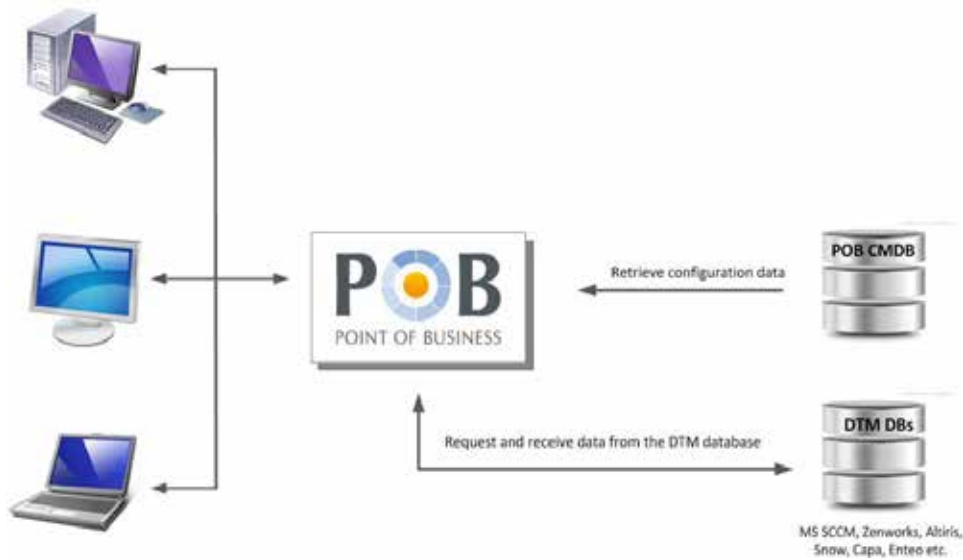 POB CMDB
Retrieve configuration data
POB
POINT OF BUSINESS
DTM DBs
Request and receive data from the DTM database
MS SCCM, Zenworks, Altiris,
Snow, Capa, Enteo etc.